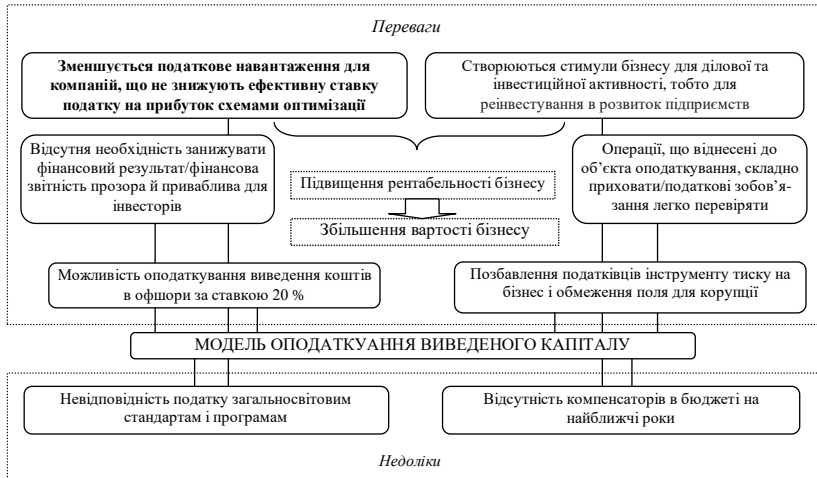 Переваги
Зменшується податкове навантаження для
компаній, що не знижують ефективну ставку
податку на прибуток схемами оптимізації
Створюються стимули бізнесу для ділової та
інвестиційної активності, тобто для
реінвестування в розвиток підприємств
Відсутня необхідність занижувати
фінансовий результат/фінансова
звітність прозора й приваблива для
інвесторів
Підвищення рентабельності бізнесу
Збільшення вартості бізнесу
Операції, що віднесені до
об’єкта оподаткування, складно
приховати/податкові зобов’я-
зання легко перевіряти
Можливість оподаткування виведення коштів
в офшори за ставкою 20 %
Позбавлення податківців інструменту тиску на
бізнес і обмеження поля для корупції
МОДЕЛЬ ОПОДАТКУАННЯ ВИВЕДЕНОГО КАПІТАЛУ
Невідповідність податку загальносвітовим
стандартам і програмам
Відсутність компенсаторів в бюджеті на
найближчі роки
Недоліки